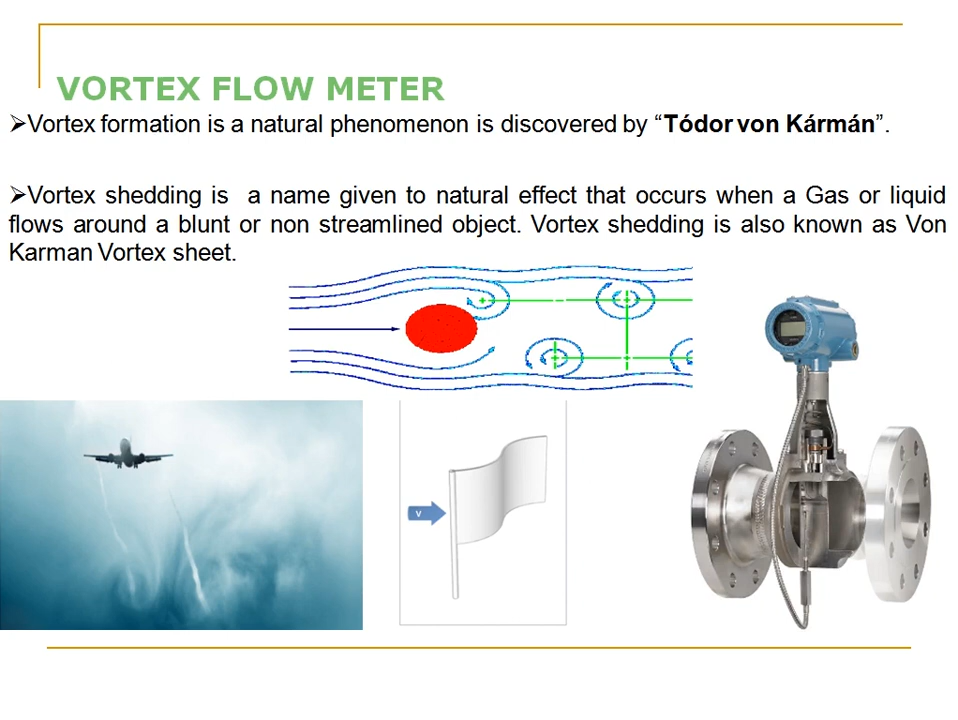 VORTEX FLOW METER
➢Vortex formation is a natural phenomenon is discovered by “Tódor von Kármán”.
➢Vortex shedding is a name given to natural effect that occurs when a Gas or liquid
flows around a blunt or non streamlined object. Vortex shedding is also known as Von
Karman Vortex sheet.
V